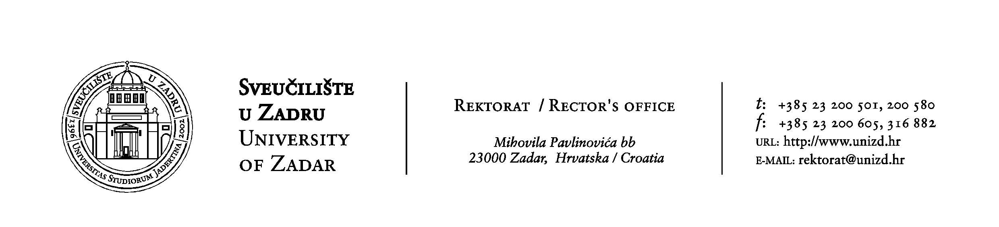 SVEUČILIŠTE U ZADRU
1396
2002
UNIVERSITAS STUDIORUM JADERTINA
SVEUČILIŠTE
U ZADRU
UNIVERSITY
OF ZADAR
REKTORAT / RECTOR'S OFFICE
Mihovila Pavlinovića bb
23000 Zadar, Hrvatska / Croatia
t: +385 23 200 501, 200 580
f: +385 23 200 605, 316 882
URL: http://www.unizd.hr
E-MAIL: rektorat@unizd.hr